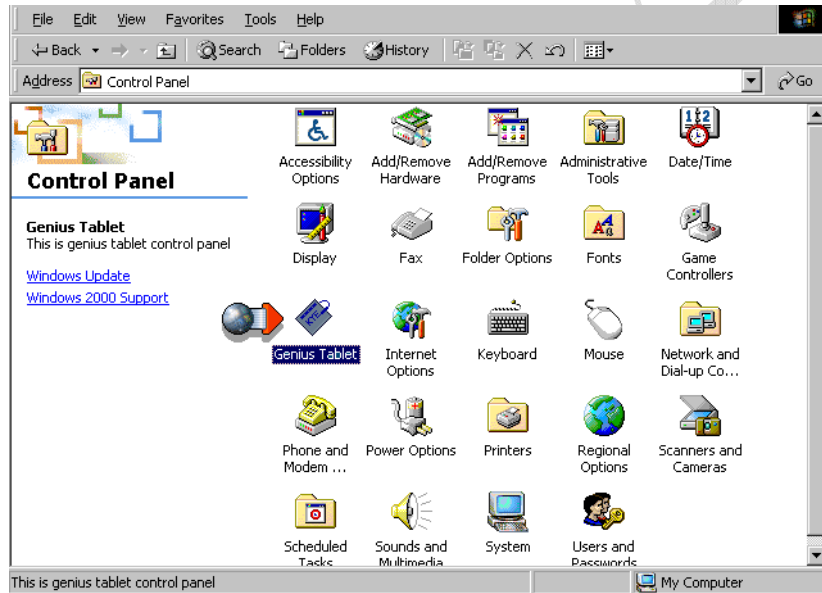 File Edit View Favorites Tools Help
Back Search Folders History
Address Control Panel Go
Control Panel
Genius Tablet
This is genius tablet control panel
Windows Update
Windows 2000 Support
Accessibility
Options
Add/Remove
Hardware
Add/Remove
Programs
Administrative
Tools
Date/Time
Display
Fax
Folder Options
Fonts
Game
Controllers
KYE
Genius Tablet
Internet
Options
Keyboard
Mouse
Network and
Dial-up Co...
Phone and
Modem ...
Power Options
Printers
Regional
Options
Scanners and
Cameras
Scheduled
Tasks
Sounds and
Multimedia
System
Users and
Passwords
This is genius tablet control panel
My Computer